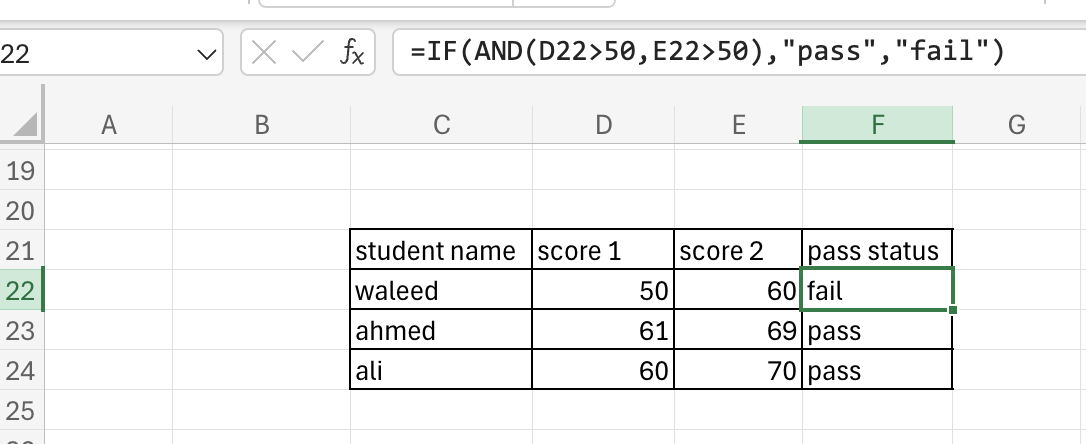 22 fx =IF(AND(D22>50,E22>50),"pass","fail")
A B C D E F G
19
20
21 student name score 1 score 2 pass status
22 waleed 50 60 fail
23 ahmed 61 69 pass
24 ali 60 70 pass
25